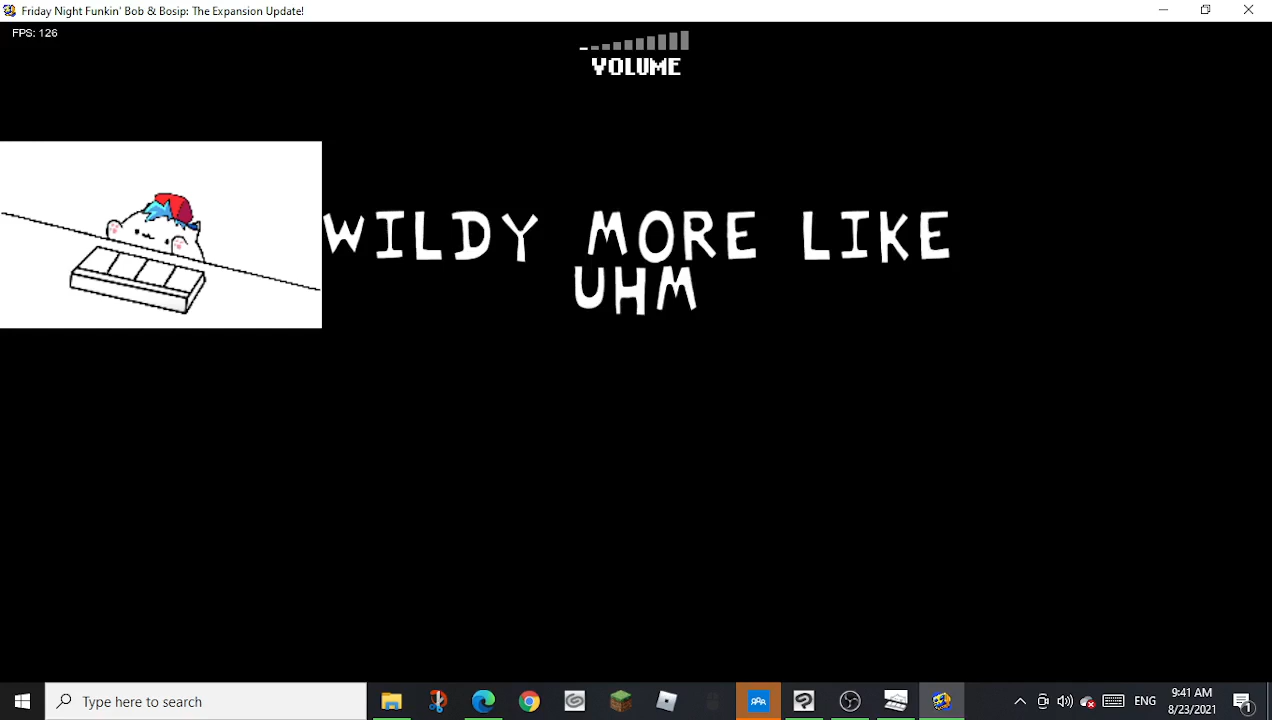 Friday Night Funkin' Bob & Bosip: The Expansion Update!
FPS: 126
VOLUME
WILDY MORE LIKE
UHM
Type here to search
ENG
9:41 AM
8/23/2021
1